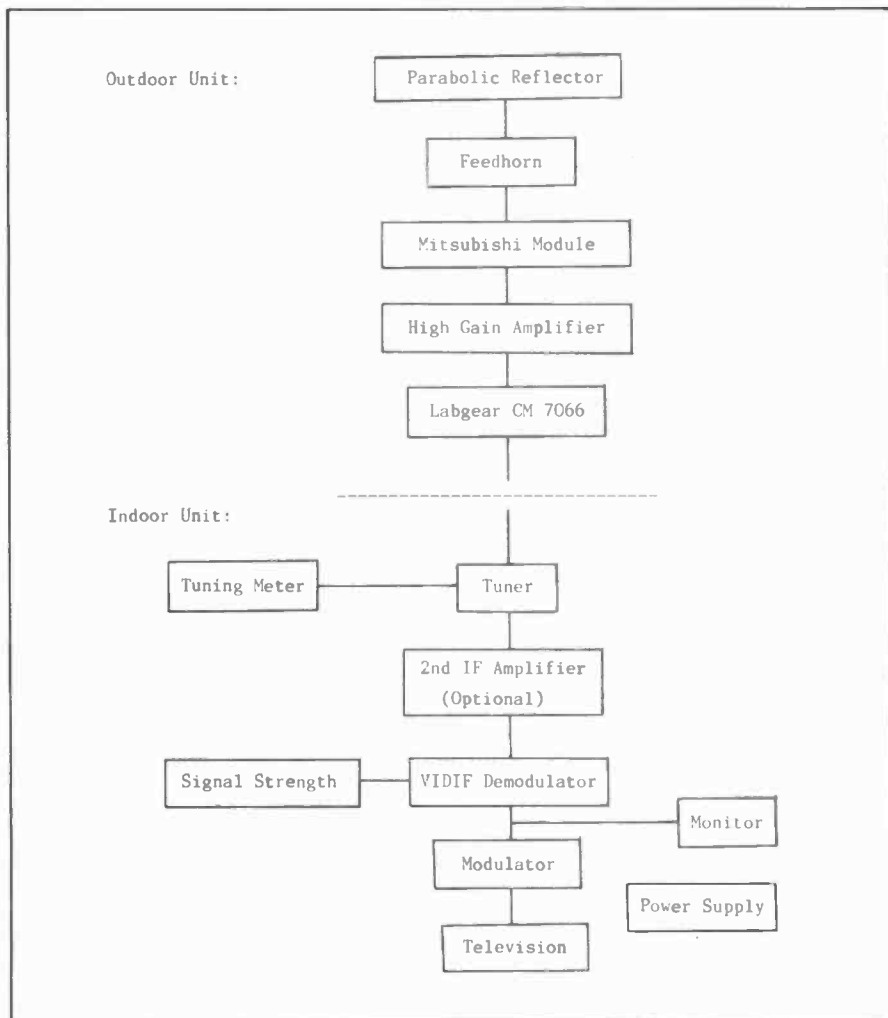 Outdoor Unit:
Parabolic Reflector
Feedhorn
Mitsubishi Module
High Gain Amplifier
Labgear CM 7066
Indoor Unit:
Tuning Meter
Tuner
2nd IF Amplifier
(Optional)
Signal Strength
VIDIF Demodulator
Monitor
Modulator
Power Supply
Television